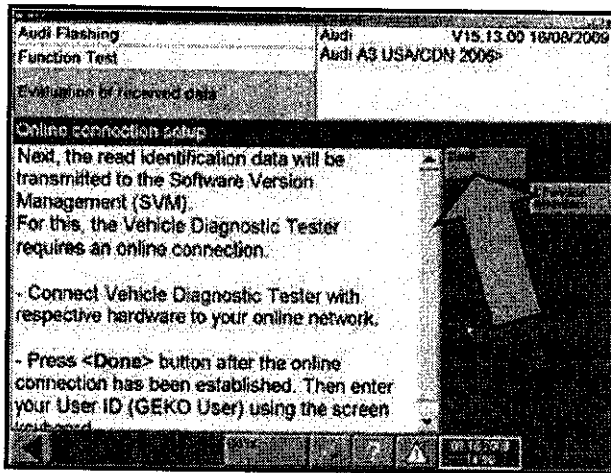 Audi Flashing
Audi V15.13.00 18/08/2009
Function Test
Audi A3 USA/CDN 2006>
Evaluation of received data
Online connection setup
Next, the read identification data will be
transmitted to the Software Version
Management (SVM).
For this, the Vehicle Diagnostic Tester
requires an online connection.
- Connect Vehicle Diagnostic Tester with
respective hardware to your online network.
- Press <Done> button after the online
connection has been established. Then enter
your User ID (GEKO User) using the screen